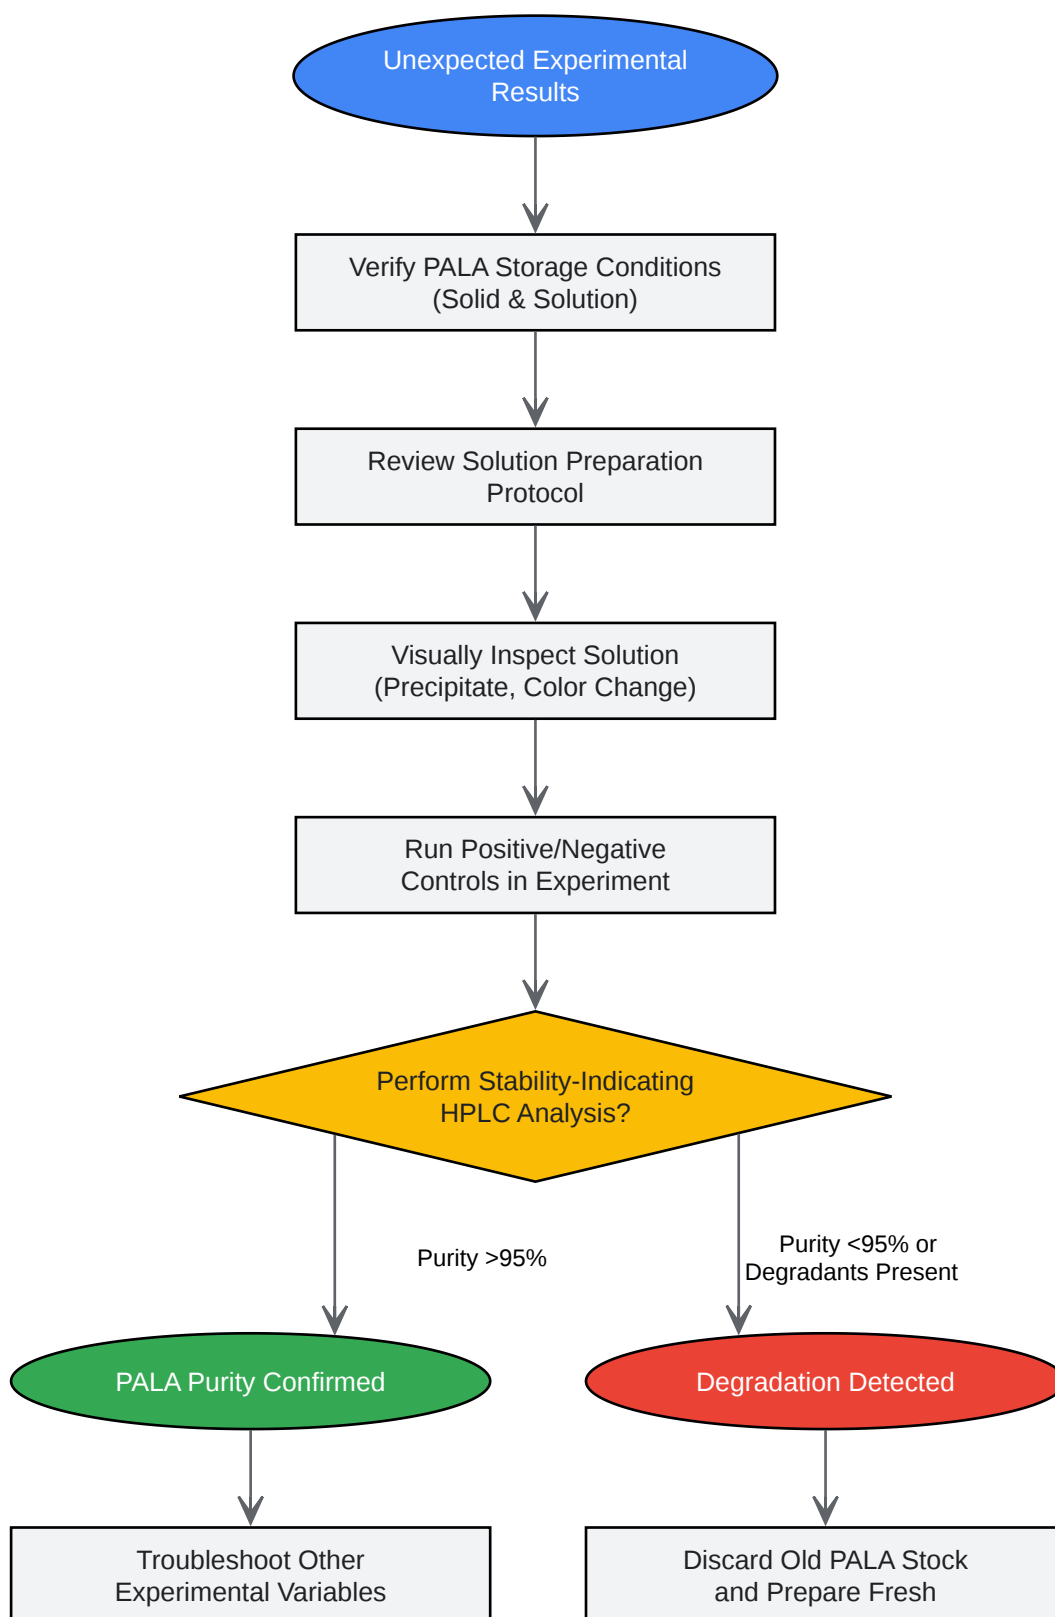 Unexpected Experimental
Results
Verify PALA Storage Conditions
(Solid & Solution)
Review Solution Preparation
Protocol
Visually Inspect Solution
(Precipitate, Color Change)
Run Positive/Negative
Controls in Experiment
Perform Stability-Indicating
HPLC Analysis?
Purity >95%
Purity <95% or
Degradants Present
PALA Purity Confirmed
Degradation Detected
Troubleshoot Other
Experimental Variables
Discard Old PALA Stock
and Prepare Fresh